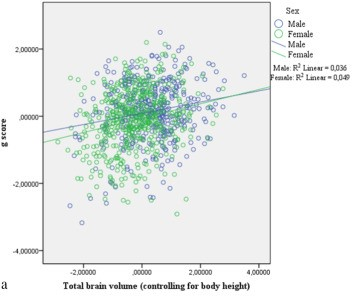 Sex
Male
Female
Male
Female
Male: R² Linear = 0,036
Female: R² Linear = 0,049
g score
2,00000
,00000
-2,00000
-4,00000
-2,00000
,00000
2,00000
4,00000
Total brain volume (controlling for body height)
a